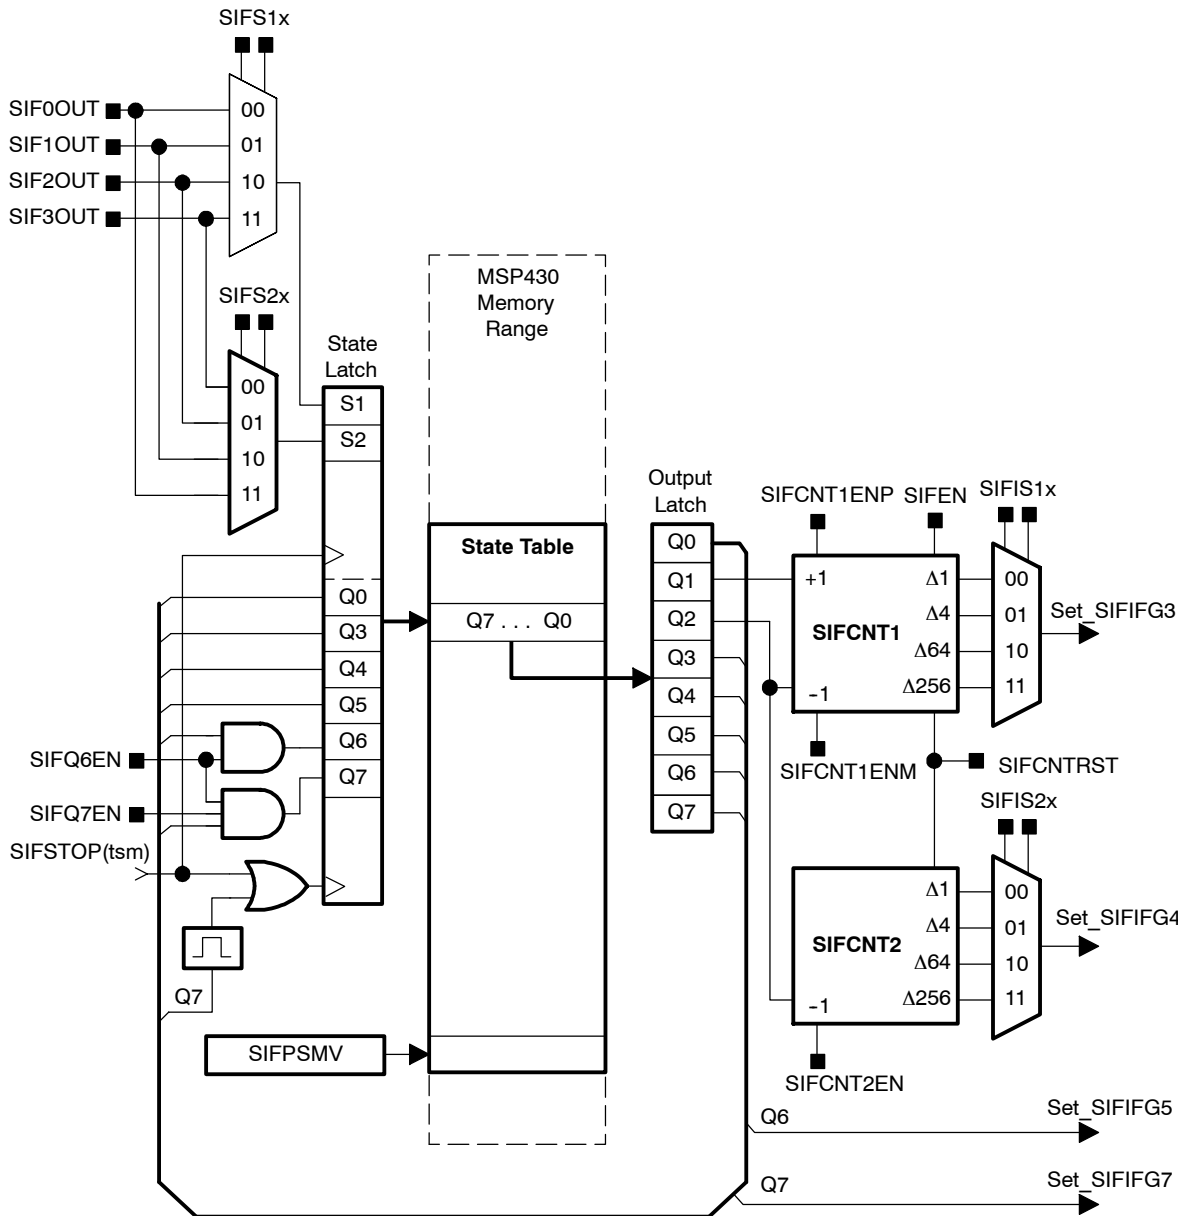 SIFS1x
SIF0OUT
00
SIF1OUT
01
SIF2OUT
10
SIF3OUT
11
SIFS2x
00
01
10
11
State
Latch
S1
S2
Q0
Q3
Q4
Q5
Q6
Q7
MSP430
Memory
Range
State Table
Q7 . . . Q0
SIFQ6EN
SIFQ7EN
SIFSTOP(tsm)
Q7
SIFPSMV
Output
Latch
Q0
Q1
Q2
Q3
Q4
Q5
Q6
Q7
SIFCNT1ENP
SIFEN
SIFIS1x
+1
Δ1
00
Δ4
01
SIFCNT1
Δ64
10
−1
Δ256
11
Set_SIFIFG3
SIFCNT1ENM
SIFCNTRST
SIFIS2x
Δ1
00
Δ4
01
SIFCNT2
Δ64
10
−1
Δ256
11
Set_SIFIFG4
SIFCNT2EN
Q6
Set_SIFIFG5
Q7
Set_SIFIFG7